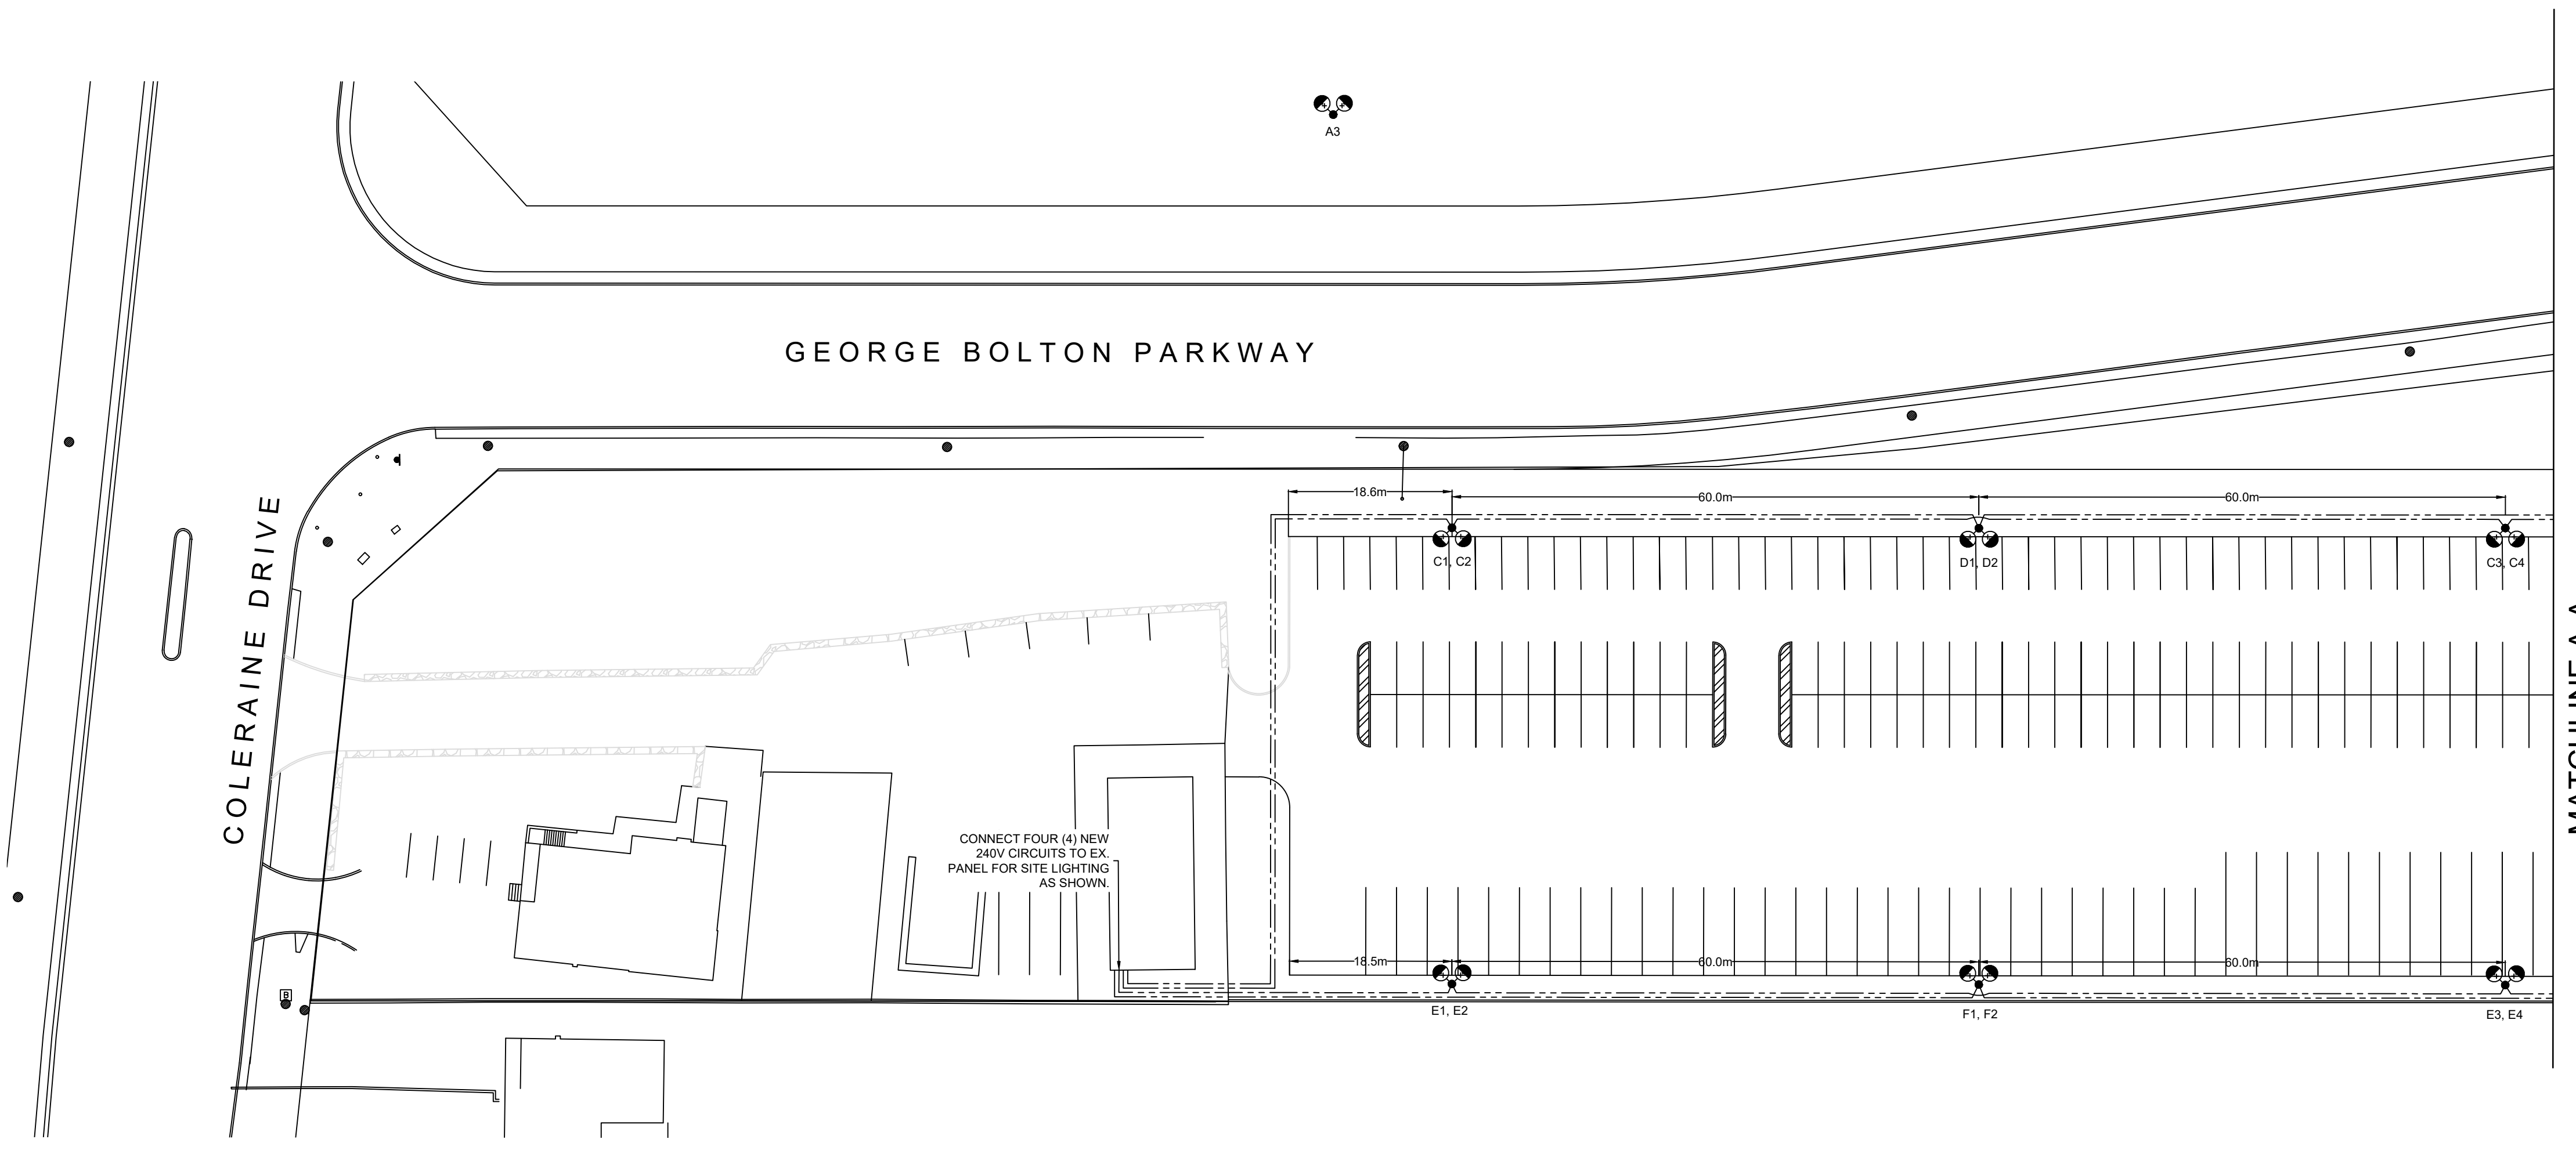 A3
GEORGE BOLTON PARKWAY
COLERAINE DRIVE
18.6m
60.0m
60.0m
C1, C2
D1, D2
C3, C4
CONNECT FOUR (4) NEW
240V CIRCUITS TO EX.
PANEL FOR SITE LIGHTING
AS SHOWN.
18.5m
60.0m
60.0m
B
E1, E2
F1, F2
E3, E4